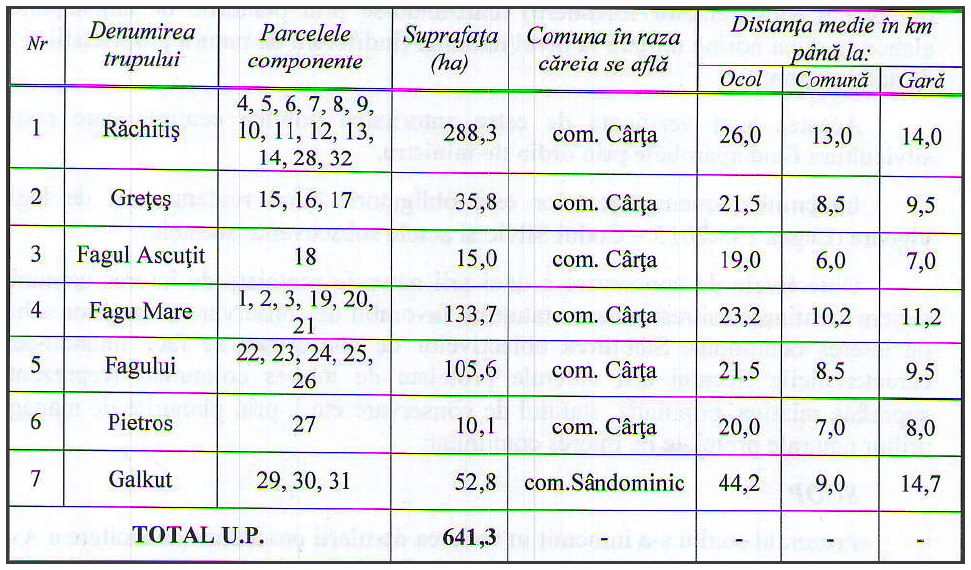 Nr | Denumirea trupului | Parcelele componente | Suprafaţa (ha) | Comuna în raza căreia se află | Distanţa medie în km până la:
Ocol | Comună | Gară
1 | Răchitiş | 4, 5, 6, 7, 8, 9, 10, 11, 12, 13, 14, 28, 32 | 288,3 | com. Cârţa | 26,0 | 13,0 | 14,0
2 | Greţeş | 15, 16, 17 | 35,8 | com. Cârţa | 21,5 | 8,5 | 9,5
3 | Fagul Ascuţit | 18 | 15,0 | com. Cârţa | 19,0 | 6,0 | 7,0
4 | Fagu Mare | 1, 2, 3, 19, 20, 21 | 133,7 | com. Cârţa | 23,2 | 10,2 | 11,2
5 | Fagului | 22, 23, 24, 25, 26 | 105,6 | com. Cârţa | 21,5 | 8,5 | 9,5
6 | Pietros | 27 | 10,1 | com. Cârţa | 20,0 | 7,0 | 8,0
7 | Galkut | 29, 30, 31 | 52,8 | com.Sândominic | 44,2 | 9,0 | 14,7
TOTAL U.P. | 641,3 | - | - | - | -